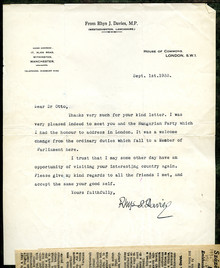 From Rhys J. Davies, M.P.
(WESTHOUGHTON, LANCASHIRE)
HOUSE OF COMMONS,
LONDON, S.W.1
MANCHESTER.
Sept. 1st.
Dear Dr Otto,
Thanks very much for your kind letter. I was
very pleased indeed to meet you and the Hungarian Party which
I had the honour to address in London. It was a welcome
change from the ordinary duties which fall to a Member of
Parliament here.
I trust that I may some other day have an
opportunity of visiting your interesting country again.
Please give my kind regards to all the friends I met, and
accept the same your good self.
Yours faithfully,
Rhys J. Davies